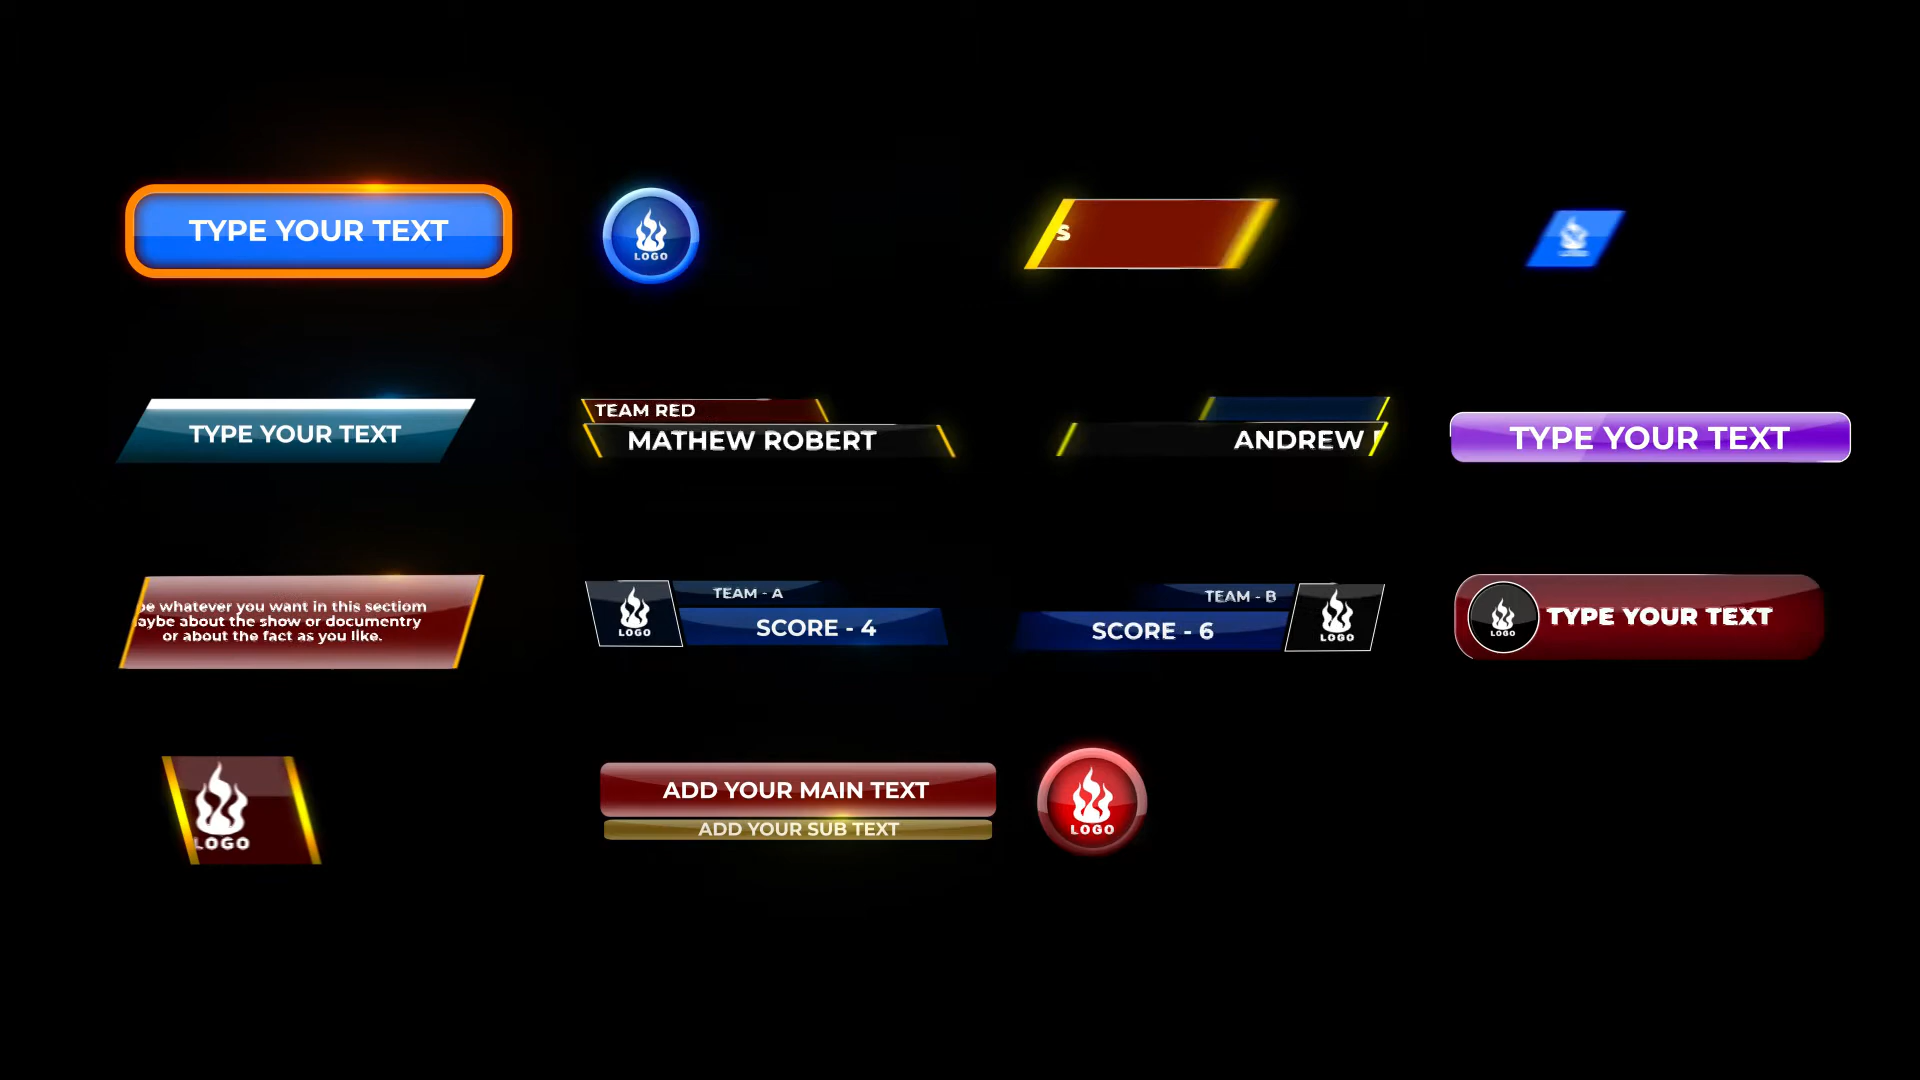 TYPE YOUR TEXT
LOGO
S
TYPE YOUR TEXT
TEAM RED
MATHEW ROBERT
ANDREW
TYPE YOUR TEXT
whatever you want in this sectiom
aybe about the show or documentry
or about the fact as you like.
LOGO
TEAM - A
SCORE - 4
TEAM - B
SCORE - 6
LOGO
LOGO
TYPE YOUR TEXT
LOGO
ADD YOUR MAIN TEXT
ADD YOUR SUB TEXT
LOGO